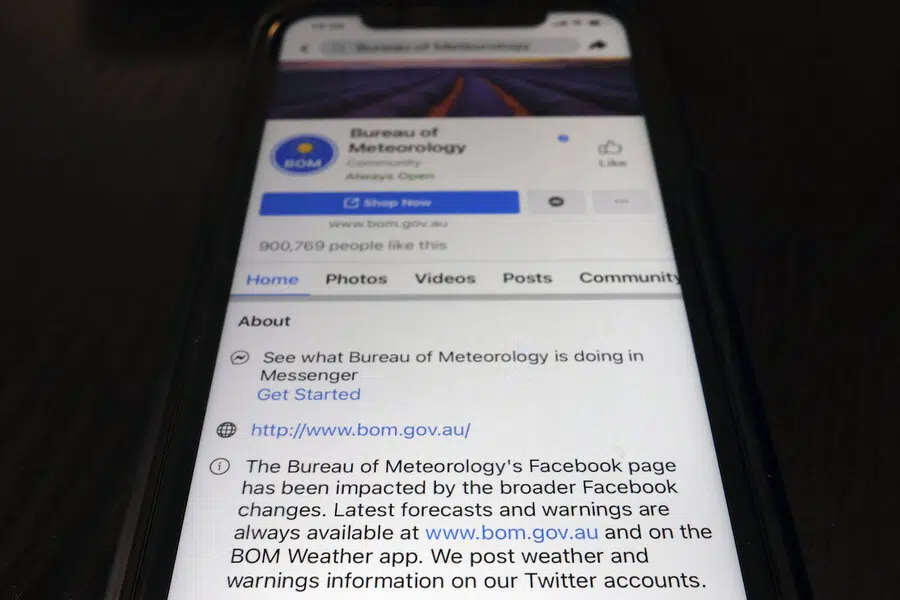 Bureau of Meteorology
BOM
Bureau of
Meteorology
Community
Always Open
Like
Shop Now
www.bom.gov.au
900,769 people like this
Home Photos Videos Posts Community
About
See what Bureau of Meteorology is doing in
Messenger
Get Started
http://www.bom.gov.au/
The Bureau of Meteorology's Facebook page
has been impacted by the broader Facebook
changes. Latest forecasts and warnings are
always available at www.bom.gov.au and on the
BOM Weather app. We post weather and
warnings information on our Twitter accounts.